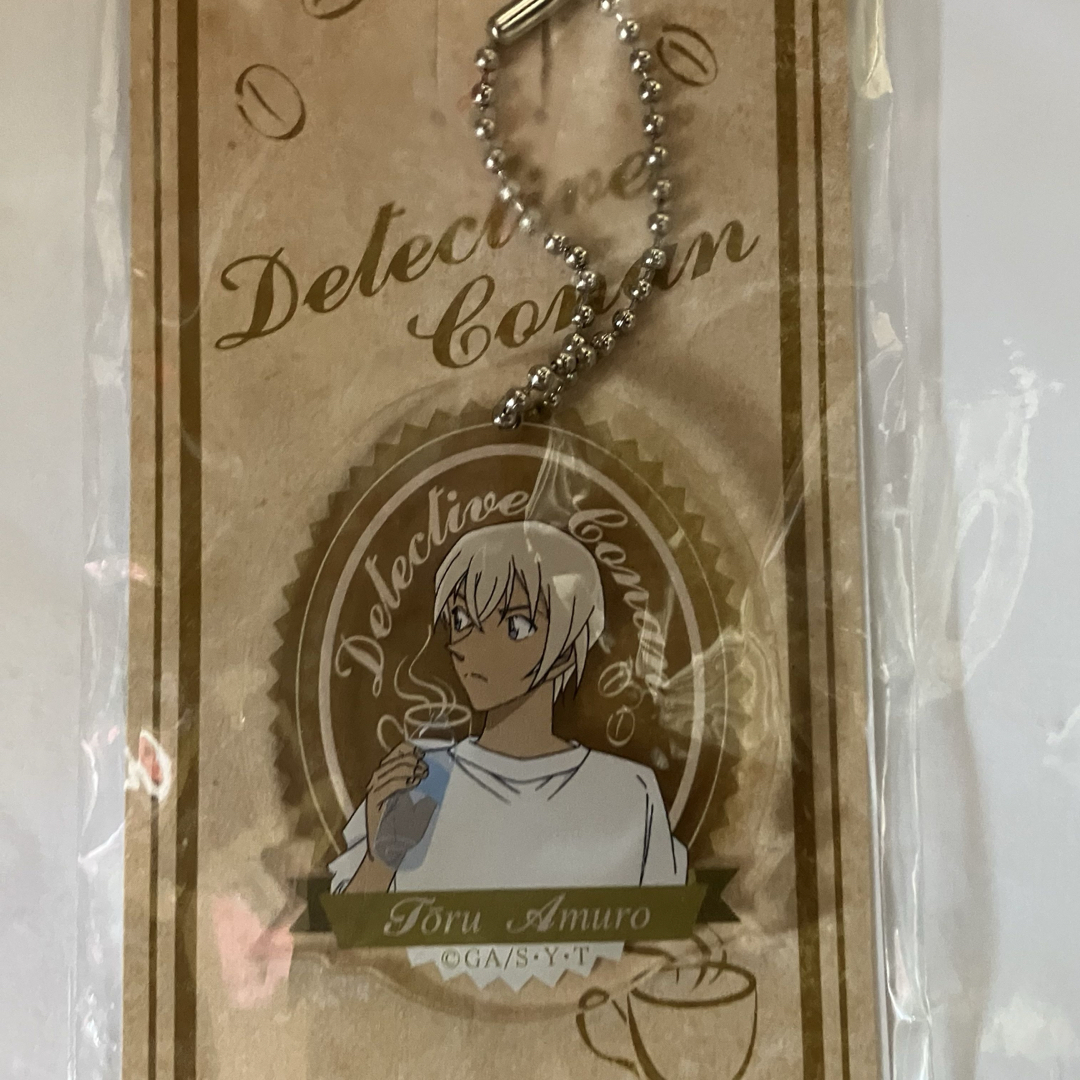 Detective
Conan
Detective Conan
Tōru Amuro
©GA/S·Y·T